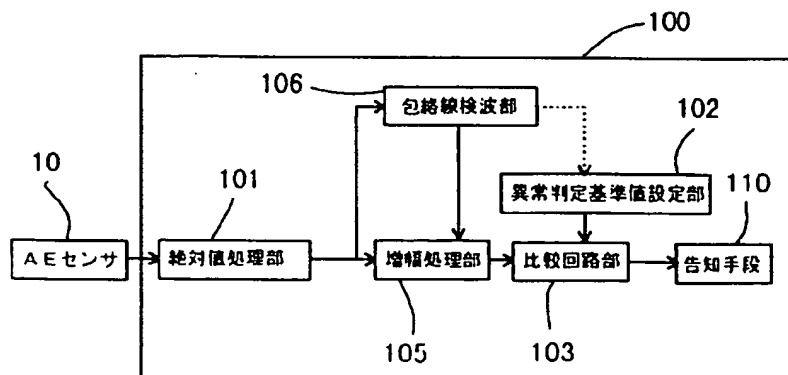 100
106
包絡線検波部
102
10
101
異常判定基準値設定部
110
AEセンサ
絶対値処理部
増幅処理部
比較回路部
告知手段
105
103